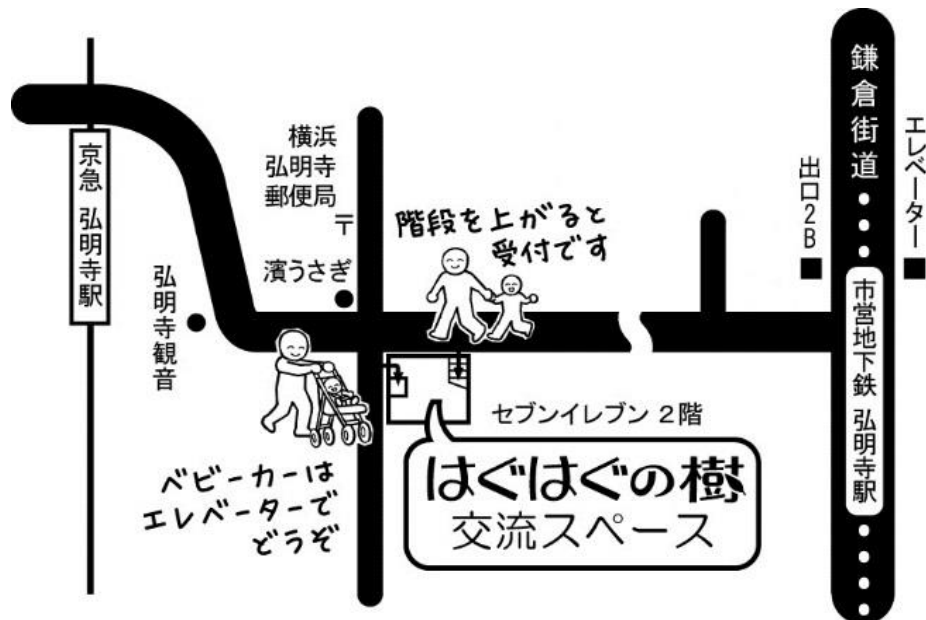 京急 弘明寺駅
弘明寺観音
横浜
弘明寺
郵便局
〒
濱うさぎ
階段を上がると
受付です
ベビーカーは
エレベーターで
どうぞ
セブンイレブン 2階
はぐはぐの樹
交流スペース
出口2B
鎌倉街道
市営地下鉄 弘明寺駅
エレベーター